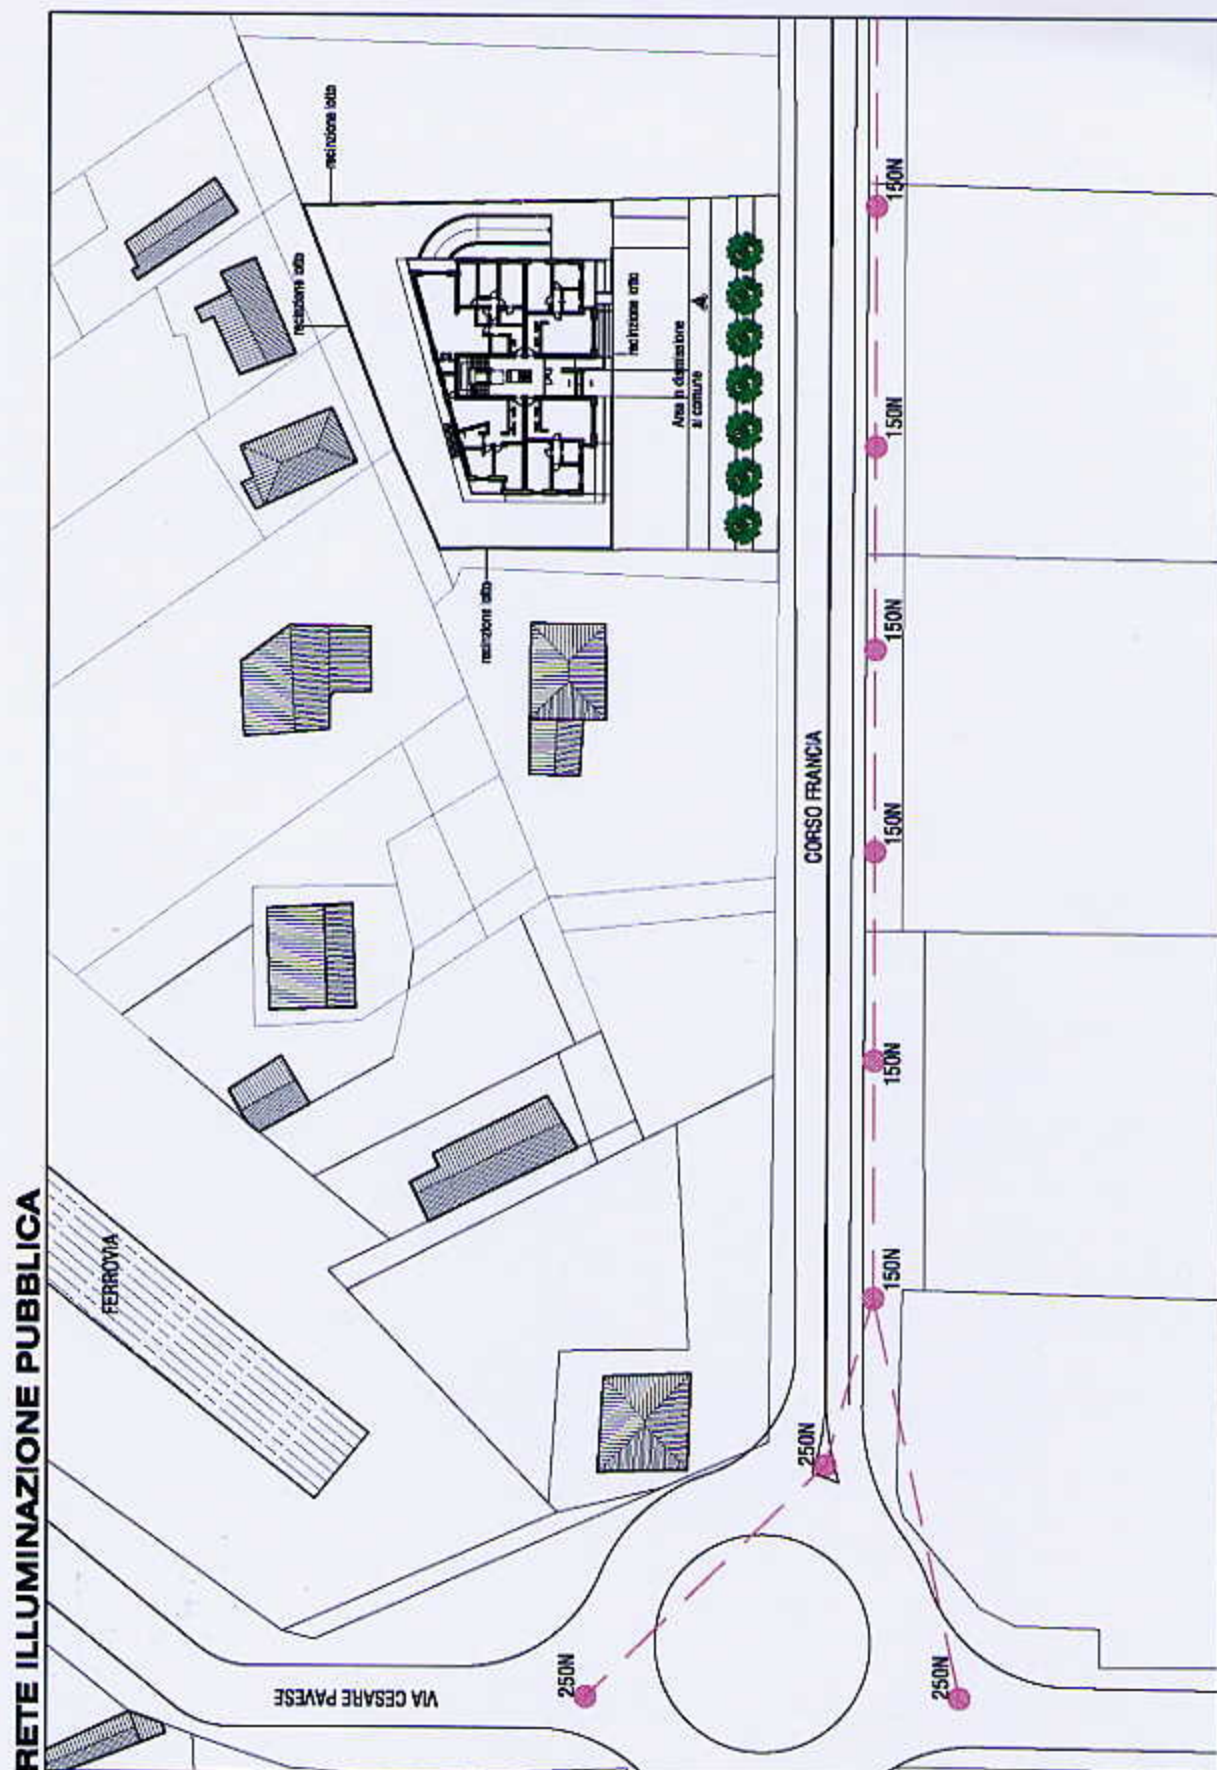 RETE ILLUMINAZIONE PUBBLICA
FERROVIA
recinzione lotto
recinzione lotto
recinzione lotto
recinzione lotto
Area in dismissione
al comune
CORSO FRANCIA
VIA CESARE PAVESE
150N
150N
150N
150N
150N
150N
250N
250N
250N